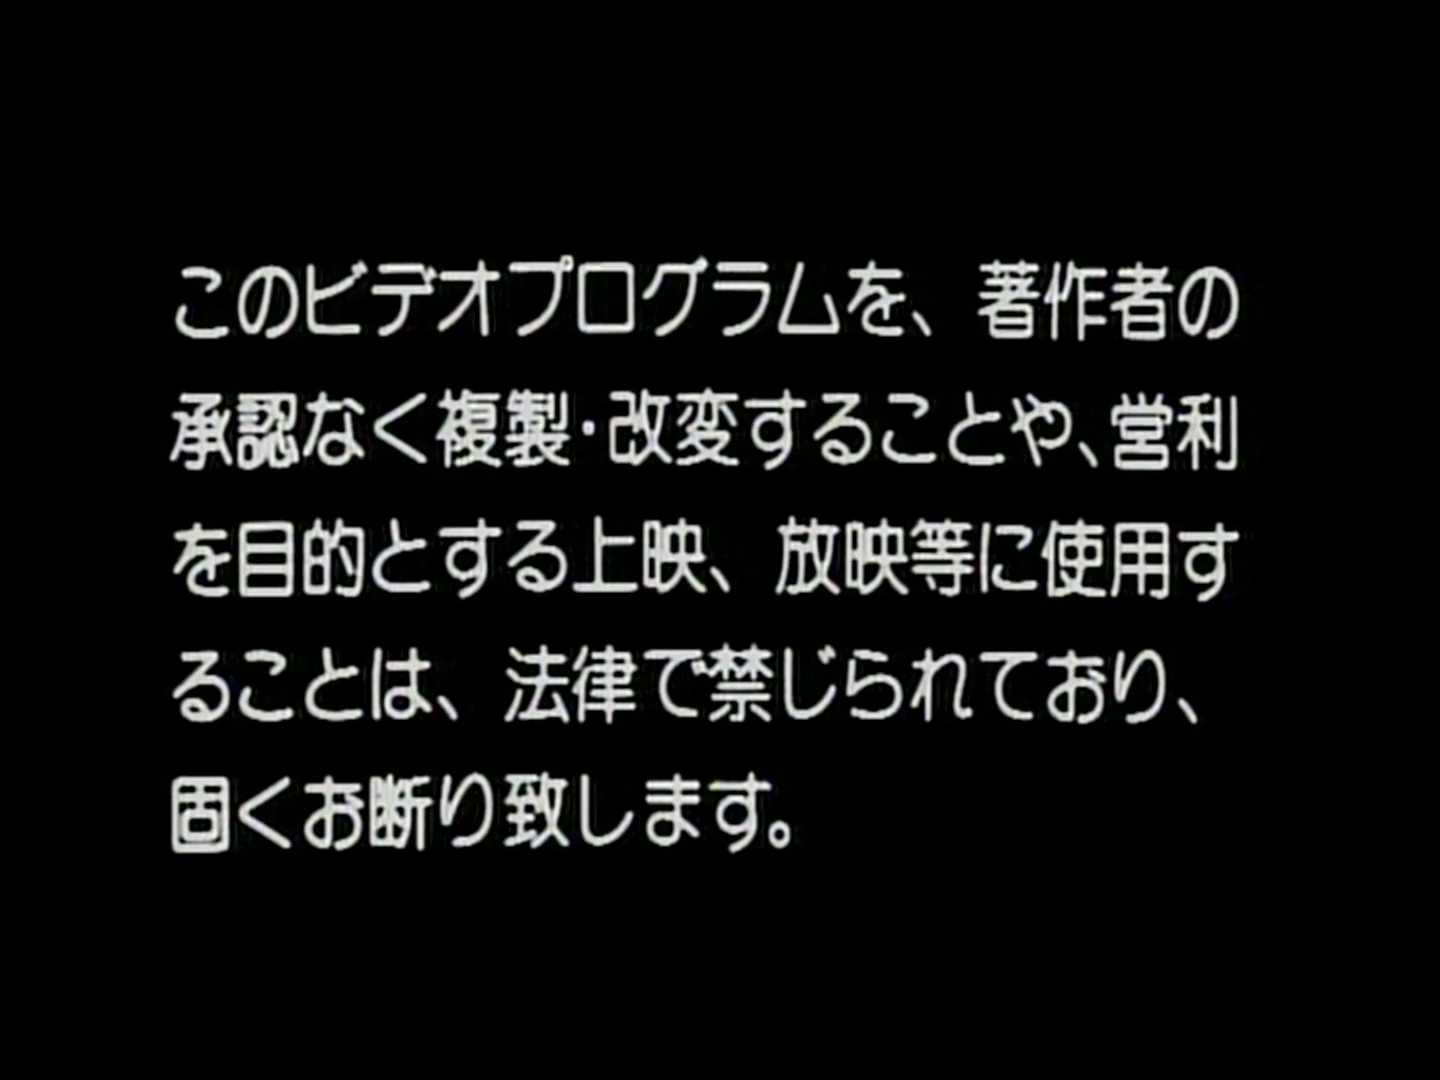 このビデオプログラムを、著作者の
承認なく複製・改変することや、営利
を目的とする上映、放映等に使用す
ることは、法律で禁じられており、
固くお断り致します。